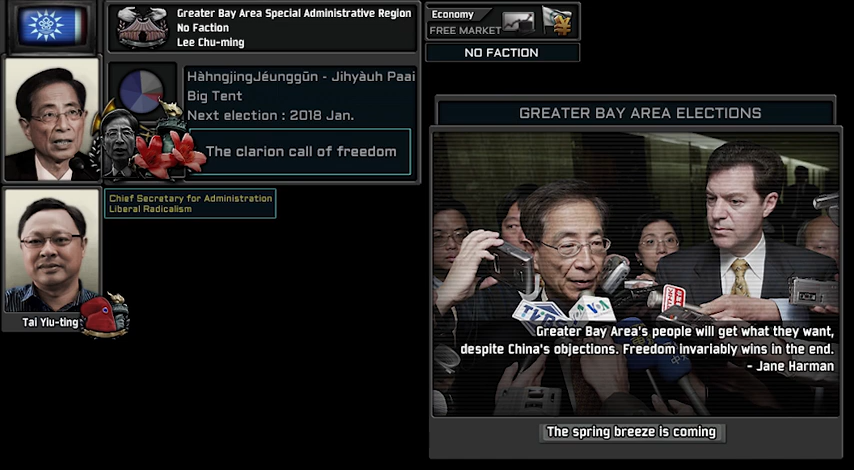 Greater Bay Area Special Administrative Region
No Faction
Lee Chu-ming
HàhngjingJéunggūn - Jihyàuh Paai
Big Tent
Next election : 2018 Jan.
The clarion call of freedom
Chief Secretary for Administration
Liberal Radicalism
Tai Yiu-ting
Economy
FREE MARKET
NO FACTION
GREATER BAY AREA ELECTIONS
VOA
Greater Bay Area's people will get what they want,
despite China's objections. Freedom invariably wins in the end.
- Jane Harman
The spring breeze is coming